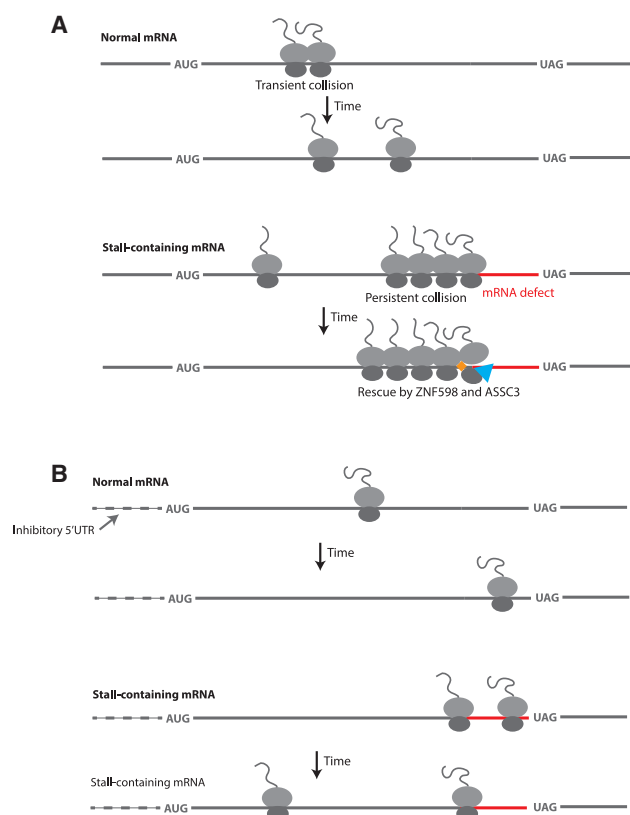 A
Normal mRNA
AUG UAG
Transient collision
Time
AUG UAG
Stall-containing mRNA
AUG UAG
Persistent collision mRNA defect
Time
AUG UAG
Rescue by ZNF598 and ASSC3
B
Normal mRNA
AUG UAG
Inhibitory 5'UTR
Time
AUG UAG
Stall-containing mRNA
AUG UAG
Time
Stall-containing mRNA
AUG UAG